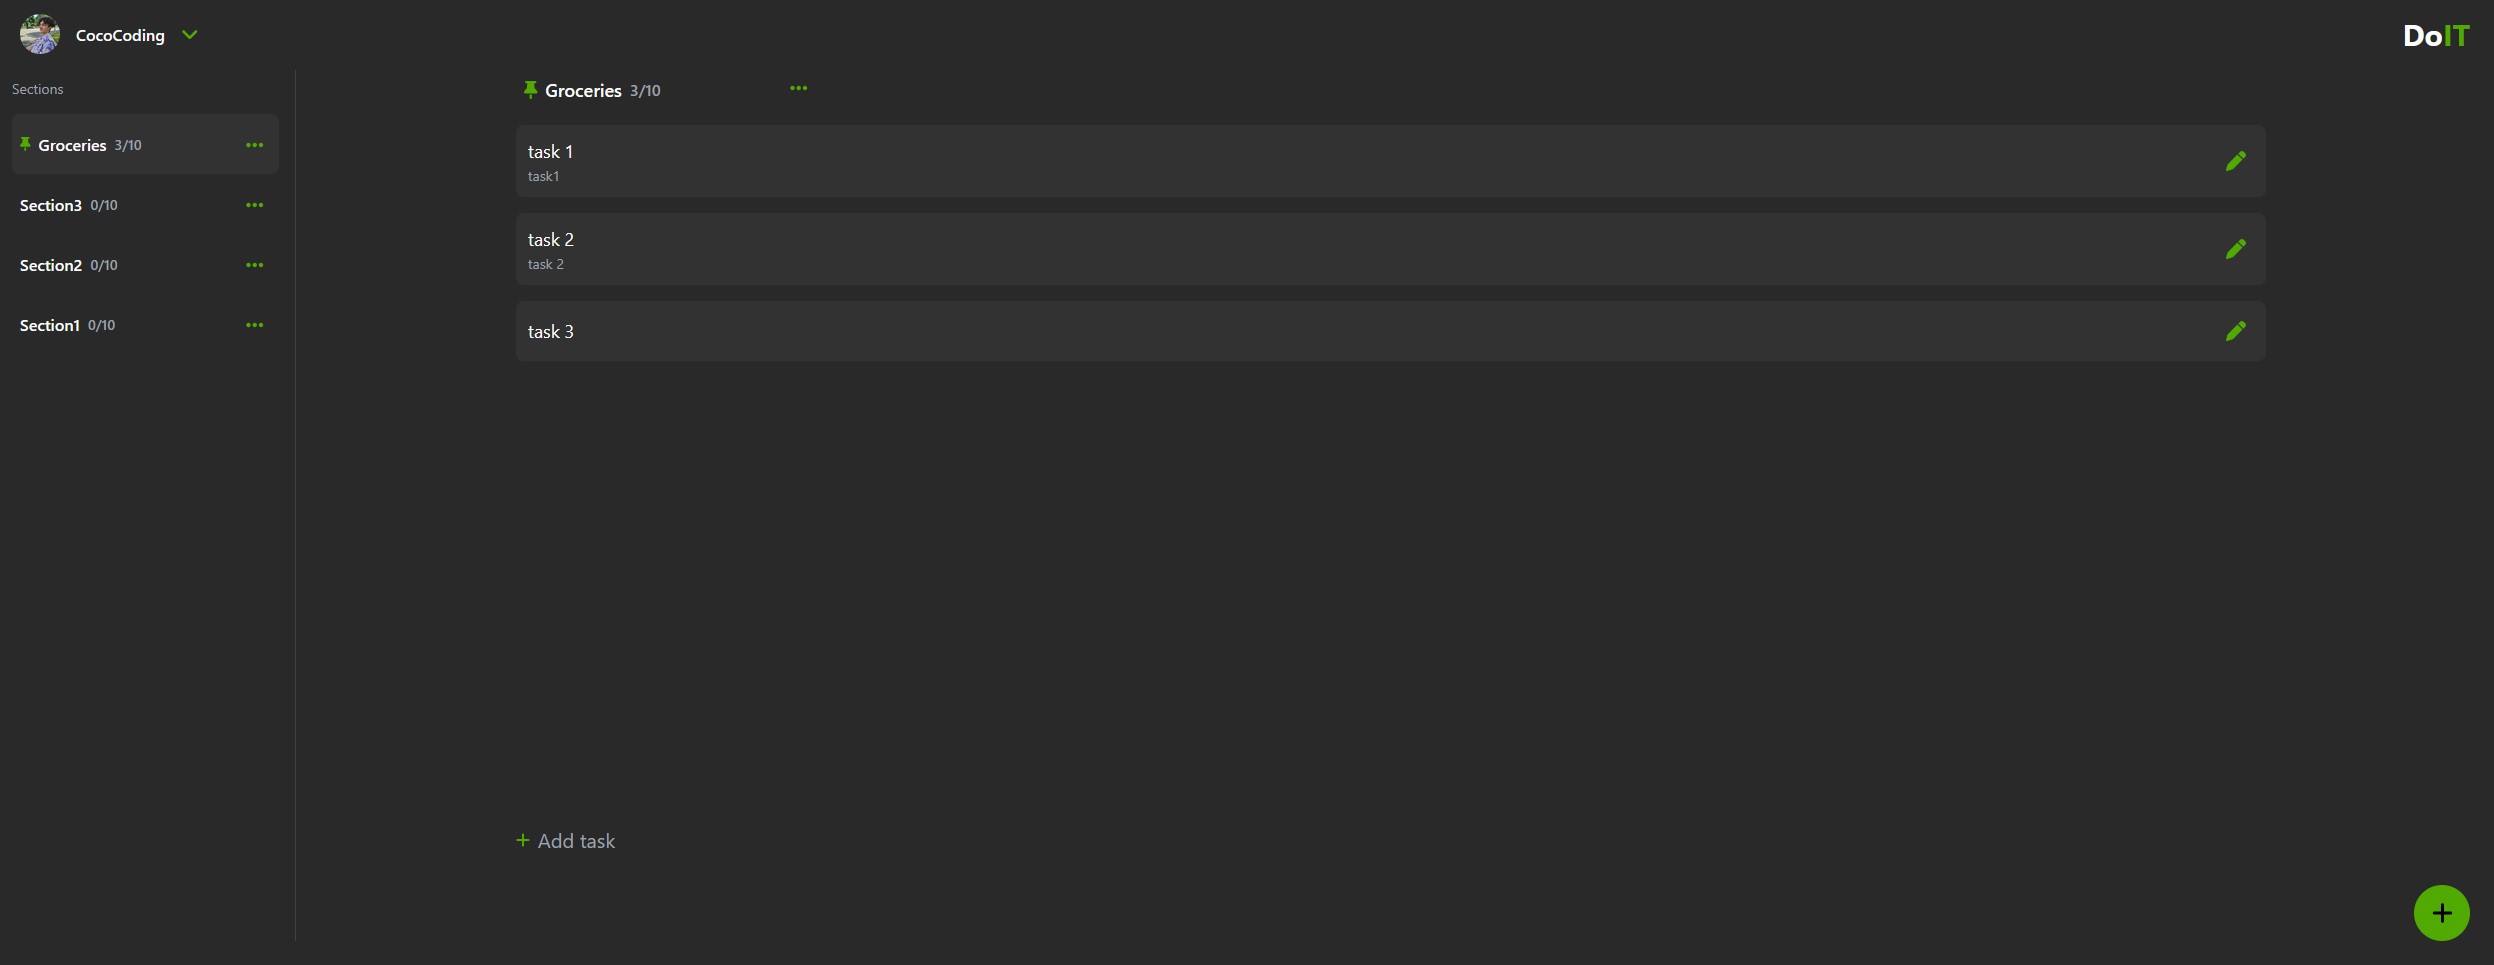 CocoCoding
DoIT
Sections
Groceries 3/10
Section3 0/10
Section2 0/10
Section1 0/10
Groceries 3/10
task 1
task1
task 2
task 2
task 3
+ Add task